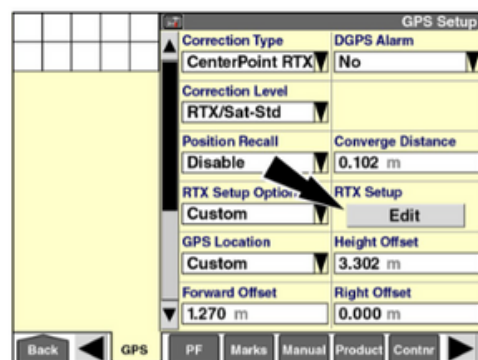 GPS Setup
Correction Type DGPS Alarm
CenterPoint RTX No
Correction Level
RTX/Sat-Std
Position Recall Converge Distance
Disable 0.102 m
RTX Setup RTX Setup
Custom Edit
GPS Location Height Offset
Custom 3.302 m
Forward Offset Right Offset
1.270 m 0.000 m
Back GPS PF Marks Manual Product Contnr